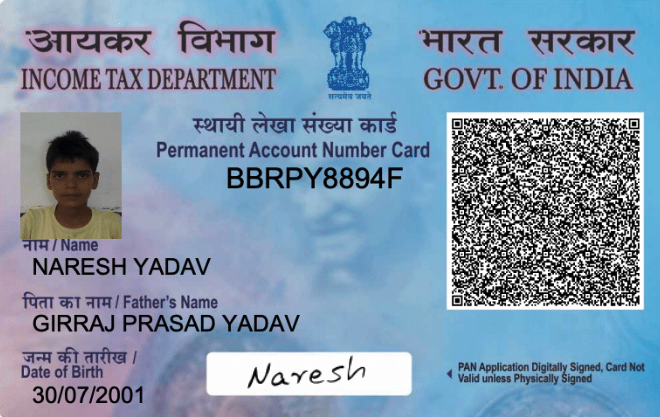 आयकर विभाग
INCOME TAX DEPARTMENT
सत्यमेव जयते
भारत सरकार
GOVT. OF INDIA
स्थायी लेखा संख्या कार्ड
Permanent Account Number Card
BBRPY8894F
नाम / Name
NARESH YADAV
पिता का नाम / Father's Name
GIRRAJ PRASAD YADAV
जन्म की तारीख /
Date of Birth
30/07/2001
Naresh
PAN Application Digitally Signed, Card Not
Valid unless Physically Signed